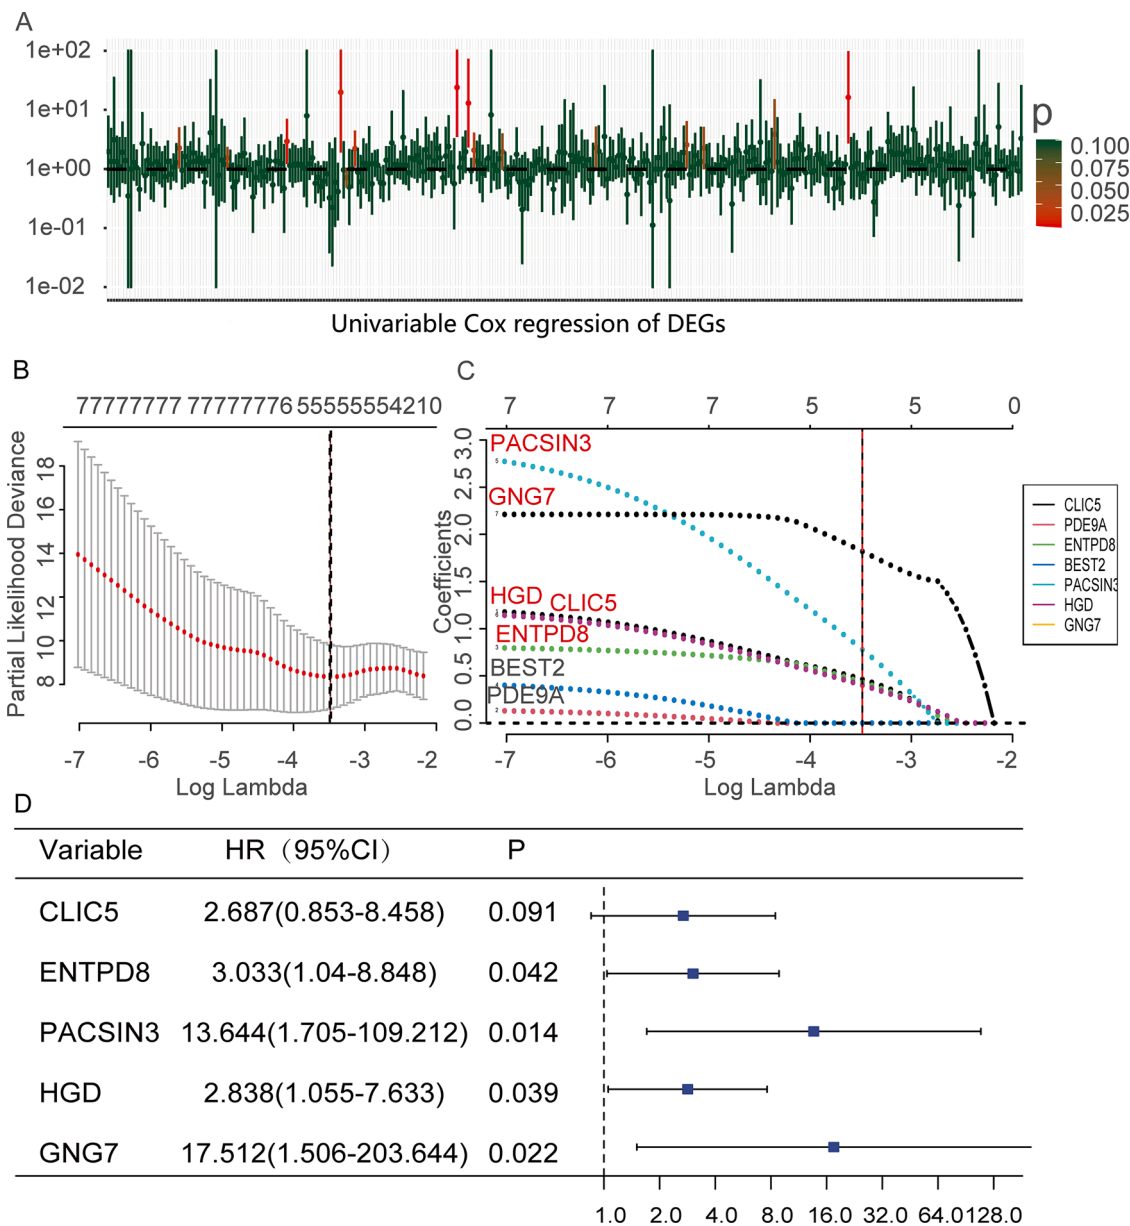 A
1e+02
1e+01
1e+00
1e-01
1e-02
Univariable Cox regression of DEGs
p
0.100
0.075
0.050
0.025
B
77777777 77777776 555555554210
Partial Likelihood Deviance
18
16
14
12
10
8
-7 -6 -5 -4 -3 -2
Log Lambda
C
7 7 7 5 5 0
Coefficients
3.0
2.5
2.0
1.5
1.0
0.5
0.0
PACSIN3
GNG7
HGD CLIC5
ENTPD8
BEST2
PDE9A
-7 -6 -5 -4 -3 -2
Log Lambda
CLIC5
PDE9A
ENTPD8
BEST2
PACSIN3
HGD
GNG7
D
Variable HR（95%CI） P
CLIC5 2.687(0.853-8.458) 0.091
ENTPD8 3.033(1.04-8.848) 0.042
PACSIN3 13.644(1.705-109.212) 0.014
HGD 2.838(1.055-7.633) 0.039
GNG7 17.512(1.506-203.644) 0.022
1.0 2.0 4.0 8.0 16.0 32.0 64.0 128.0